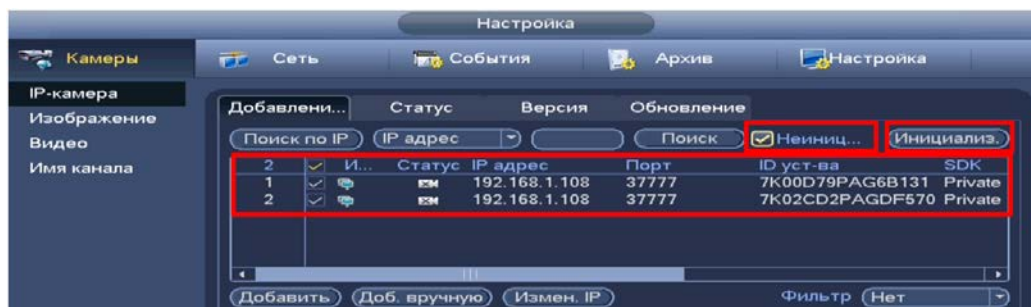 Настройка
Камеры Сеть События Архив Настройка
IP-камера
Изображение
Видео
Имя канала
Добавлени... Статус Версия Обновление
Поиск по IP IP адрес Поиск Неиниц... Инициализ.
2 И... Статус IP адрес Порт ID уст-ва SDK
1 192.168.1.108 37777 7K00D79PAG6B131 Private
2 192.168.1.108 37777 7K02CD2PAGDF570 Private
Добавить Доб. вручную Измен. IP Фильтр Нет